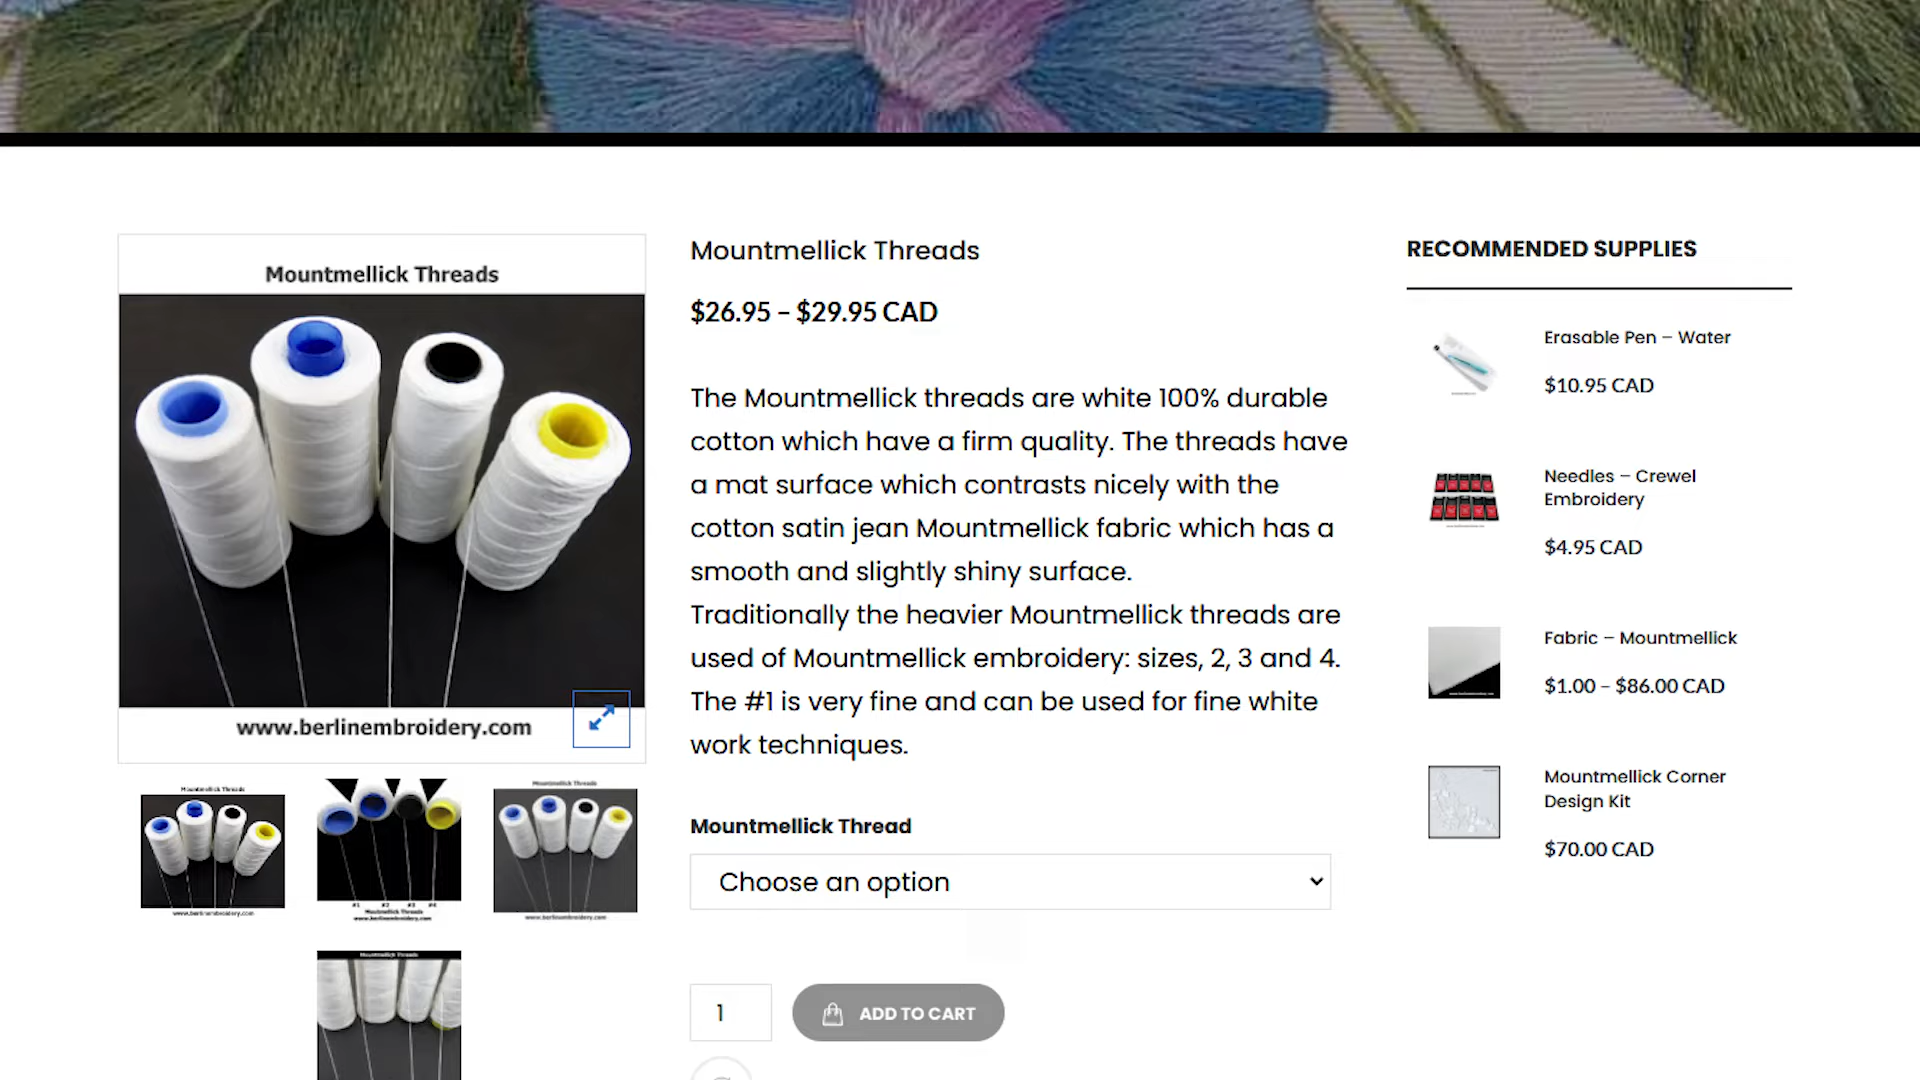 Mountmellick Threads
www.berlinembroidery.com
Mountmellick Threads
www.berlinembroidery.com
#1 #2 #3 #4
Mountmellick Threads
www.berlinembroidery.com
Mountmellick Threads
www.berlinembroidery.com
Mountmellick Threads
Mountmellick Threads
$26.95 – $29.95 CAD
The Mountmellick threads are white 100% durable
cotton which have a firm quality. The threads have
a mat surface which contrasts nicely with the
cotton satin jean Mountmellick fabric which has a
smooth and slightly shiny surface.
Traditionally the heavier Mountmellick threads are
used of Mountmellick embroidery: sizes, 2, 3 and 4.
The #1 is very fine and can be used for fine white
work techniques.
Mountmellick Thread
Choose an option
1
ADD TO CART
RECOMMENDED SUPPLIES
Erasable Pen – Water
$10.95 CAD
Needles – Crewel
Embroidery
$4.95 CAD
Fabric – Mountmellick
$1.00 – $86.00 CAD
Mountmellick Corner
Design Kit
$70.00 CAD